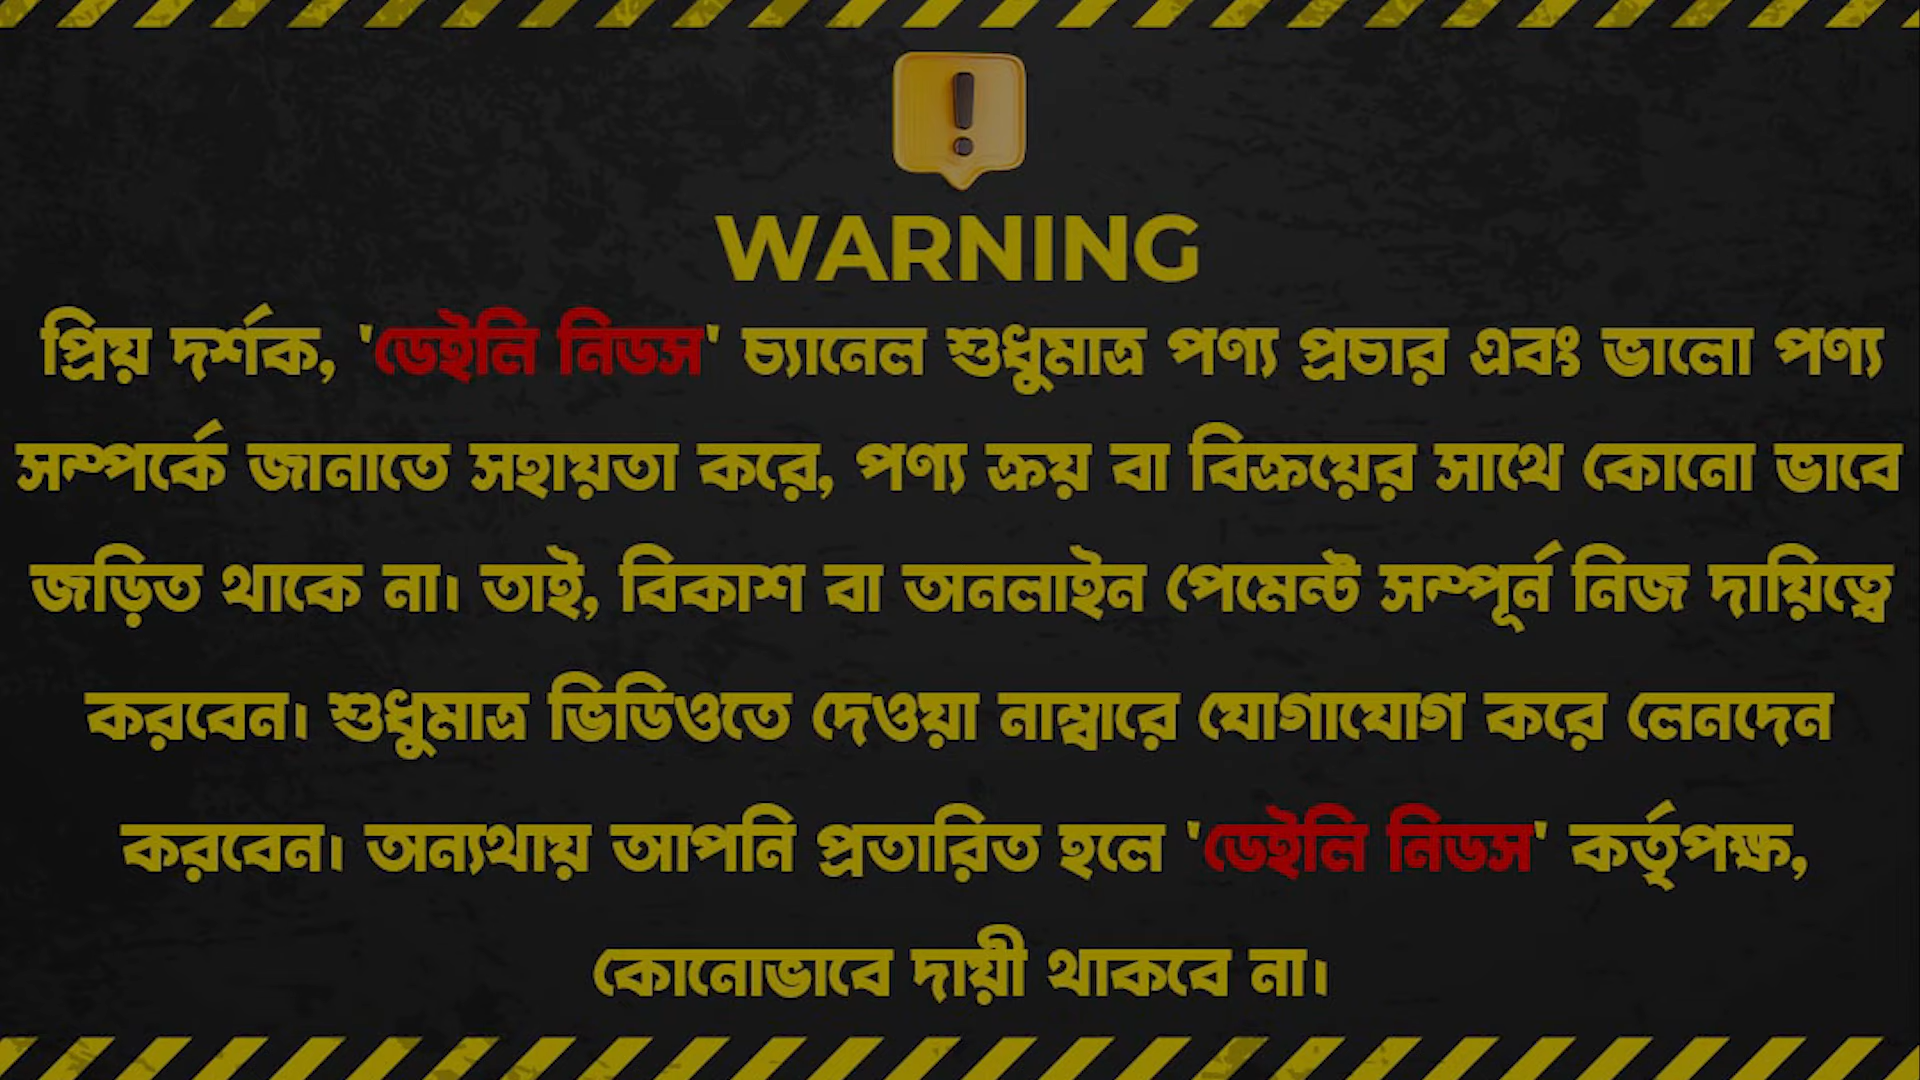 WARNING
প্রিয় দর্শক, 'ডেইলি নিডস' চ্যানেল শুধুমাত্র পণ্য প্রচার এবং ভালো পণ্য
সম্পর্কে জানাতে সহায়তা করে, পণ্য ক্রয় বা বিক্রয়ের সাথে কোনো ভাবে
জড়িত থাকে না। তাই, বিকাশ বা অনলাইন পেমেন্ট সম্পূর্ন নিজ দায়িত্বে
করবেন। শুধুমাত্র ভিডিওতে দেওয়া নাম্বারে যোগাযোগ করে লেনদেন
করবেন। অন্যথায় আপনি প্রতারিত হলে 'ডেইলি নিডস' কর্তৃপক্ষ,
কোনোভাবে দায়ী থাকবে না।